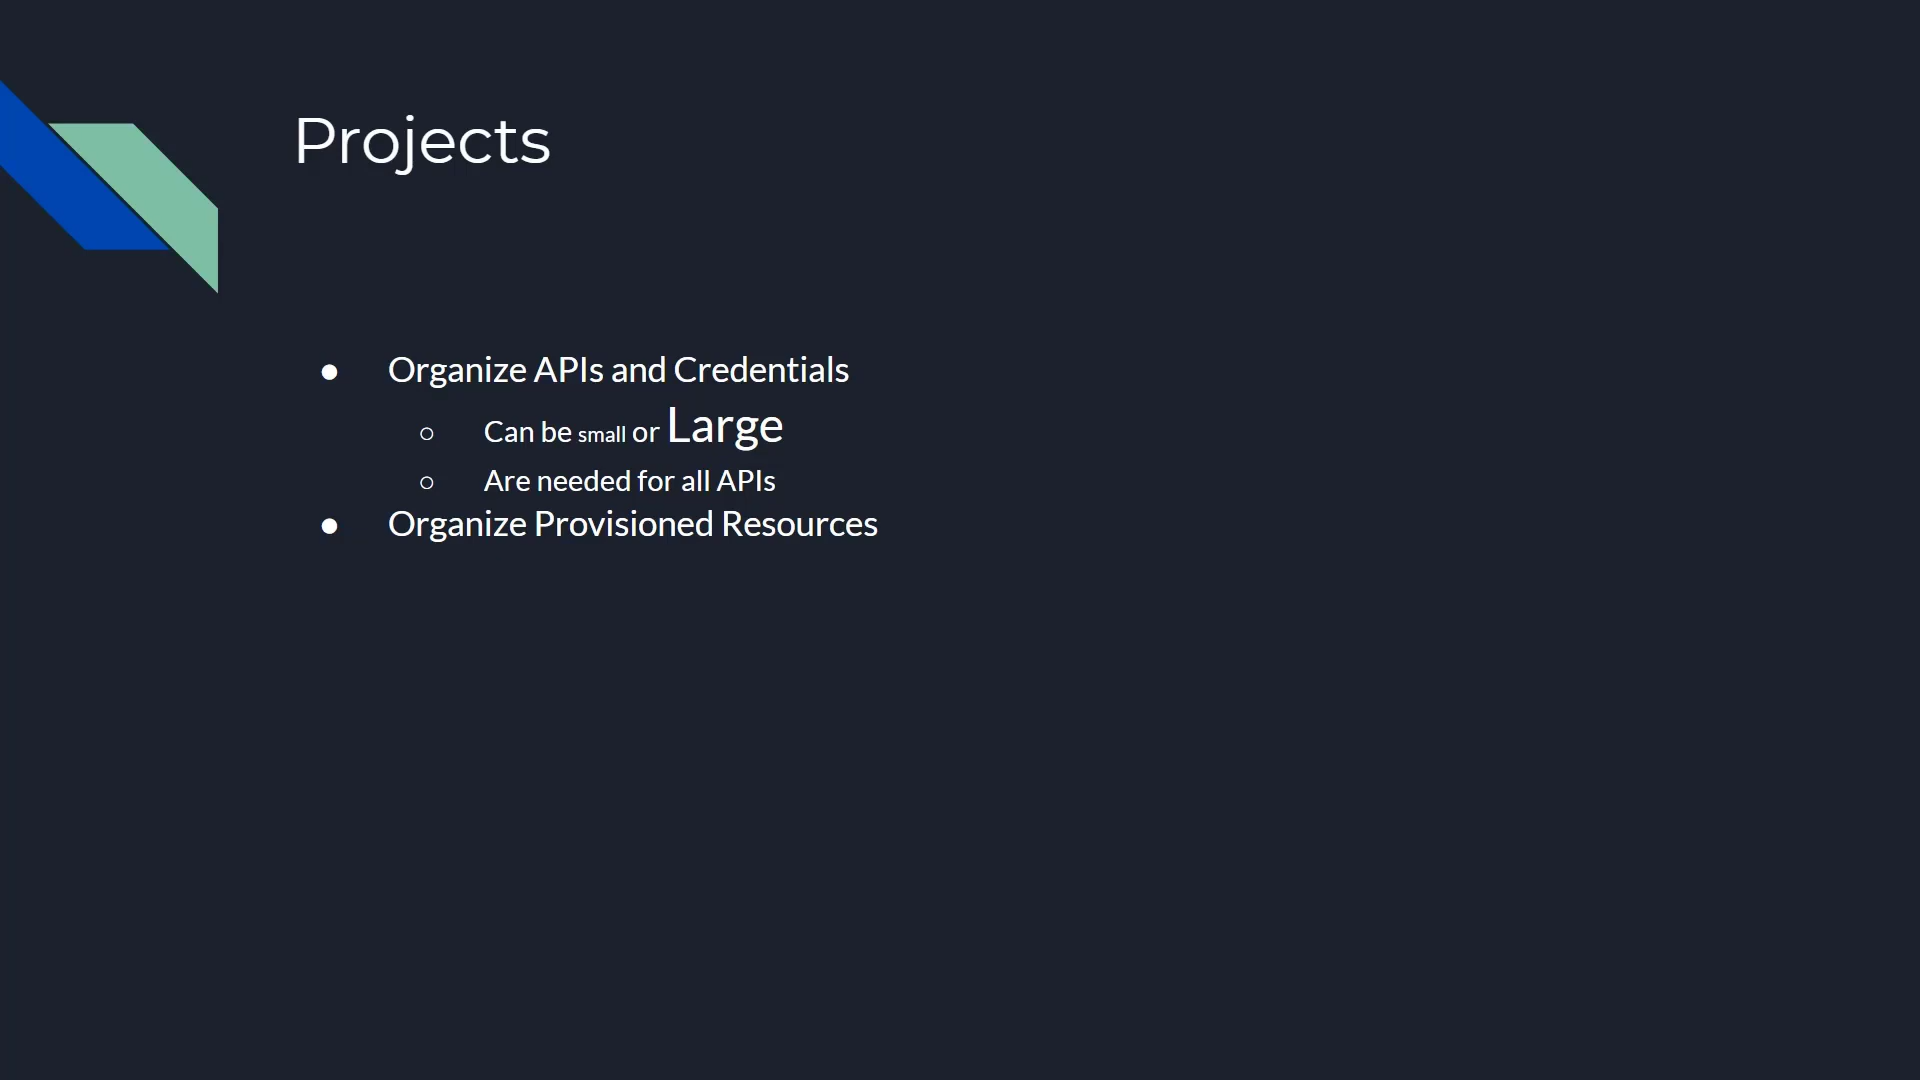 Projects
● Organize APIs and Credentials
○ Can be small or Large
○ Are needed for all APIs
● Organize Provisioned Resources